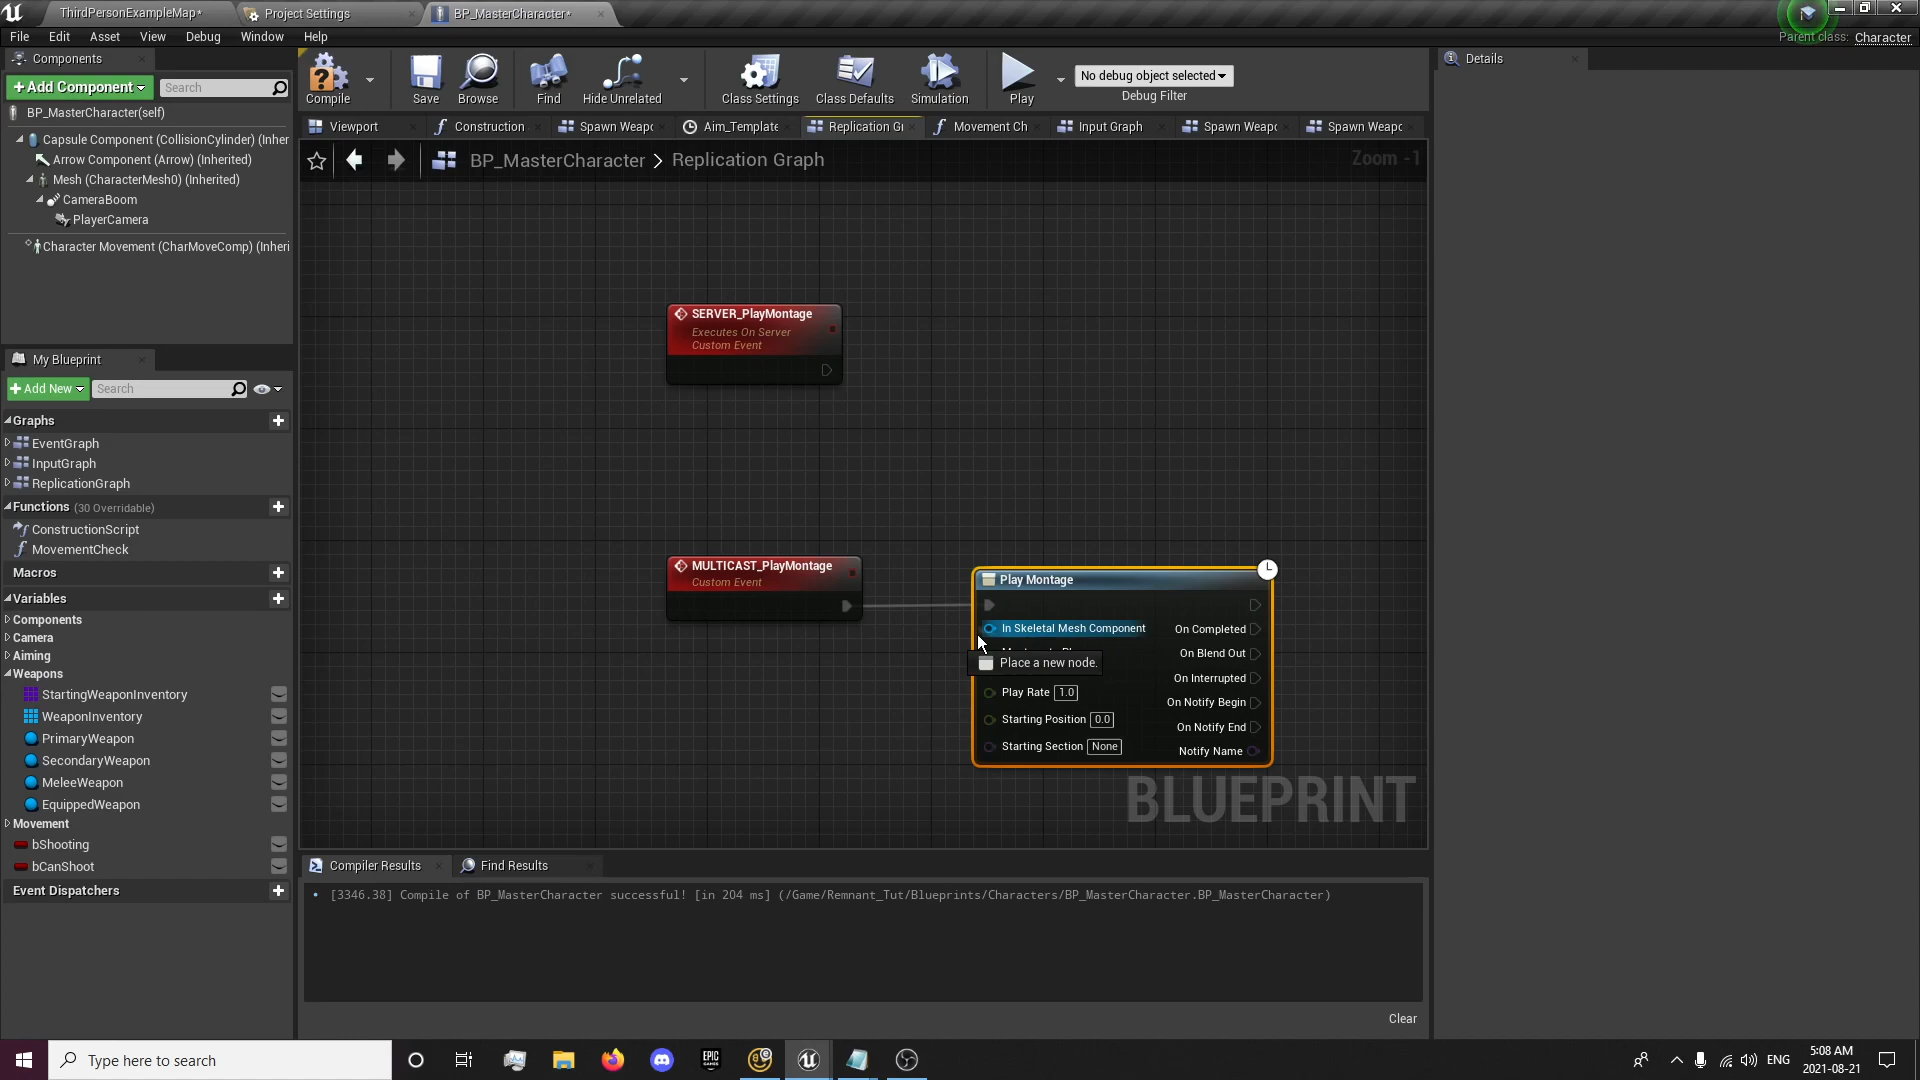 ThirdPersonExampleMap*
Project Settings
BP_MasterCharacter*
File Edit Asset View Debug Window Help
Parent class: Character
Components
+Add Component
Search
BP_MasterCharacter(self)
Capsule Component (CollisionCylinder) (Inher
Arrow Component (Arrow) (Inherited)
Mesh (CharacterMesh0) (Inherited)
CameraBoom
PlayerCamera
Character Movement (CharMoveComp) (Inheri
Compile
Save
Browse
Find
Hide Unrelated
Class Settings
Class Defaults
Simulation
Play
No debug object selected
Debug Filter
Details
Viewport
Construction
Spawn Weapo
Aim_Template
Replication Gr
Movement Ch
Input Graph
Spawn Weapo
Spawn Weapo
BP_MasterCharacter > Replication Graph
Zoom -1
SERVER_PlayMontage
Executes On Server
Custom Event
MULTICAST_PlayMontage
Custom Event
Play Montage
In Skeletal Mesh Component
On Completed
On Blend Out
Place a new node.
On Interrupted
Play Rate 1.0
On Notify Begin
Starting Position 0.0
On Notify End
Starting Section None
Notify Name
BLUEPRINT
My Blueprint
+Add New
Search
Graphs
EventGraph
InputGraph
ReplicationGraph
Functions (30 Overridable)
ConstructionScript
MovementCheck
Macros
Variables
Components
Camera
Aiming
Weapons
StartingWeaponInventory
WeaponInventory
PrimaryWeapon
SecondaryWeapon
MeleeWeapon
EquippedWeapon
Movement
bShooting
bCanShoot
Event Dispatchers
Compiler Results
Find Results
[3346.38] Compile of BP_MasterCharacter successful! [in 204 ms] (/Game/Remnant_Tut/Blueprints/Characters/BP_MasterCharacter.BP_MasterCharacter)
Clear
Type here to search
EPIC
GAMES
ENG
5:08 AM
2021-08-21